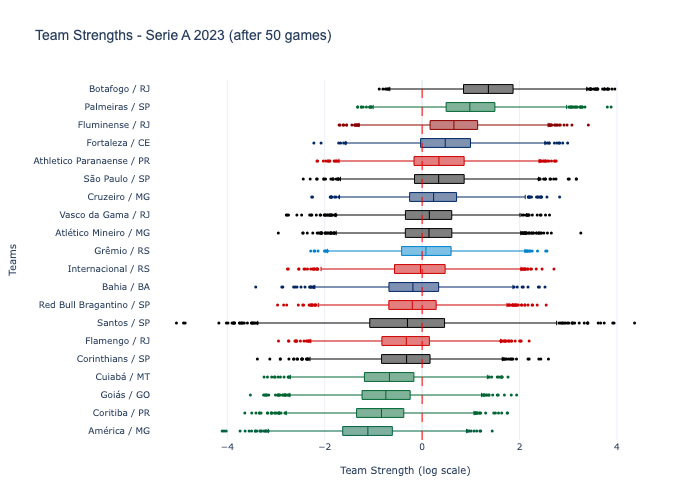 Team Strengths - Serie A 2023 (after 50 games)
Botafogo / RJ
Palmeiras / SP
Fluminense / RJ
Fortaleza / CE
Athletico Paranaense / PR
São Paulo / SP
Cruzeiro / MG
Vasco da Gama / RJ
Atlético Mineiro / MG
Grêmio / RS
Internacional / RS
Bahia / BA
Red Bull Bragantino / SP
Santos / SP
Flamengo / RJ
Corinthians / SP
Cuiabá / MT
Goiás / GO
Coritiba / PR
América / MG
Teams
−4 −2 0 2 4
Team Strength (log scale)